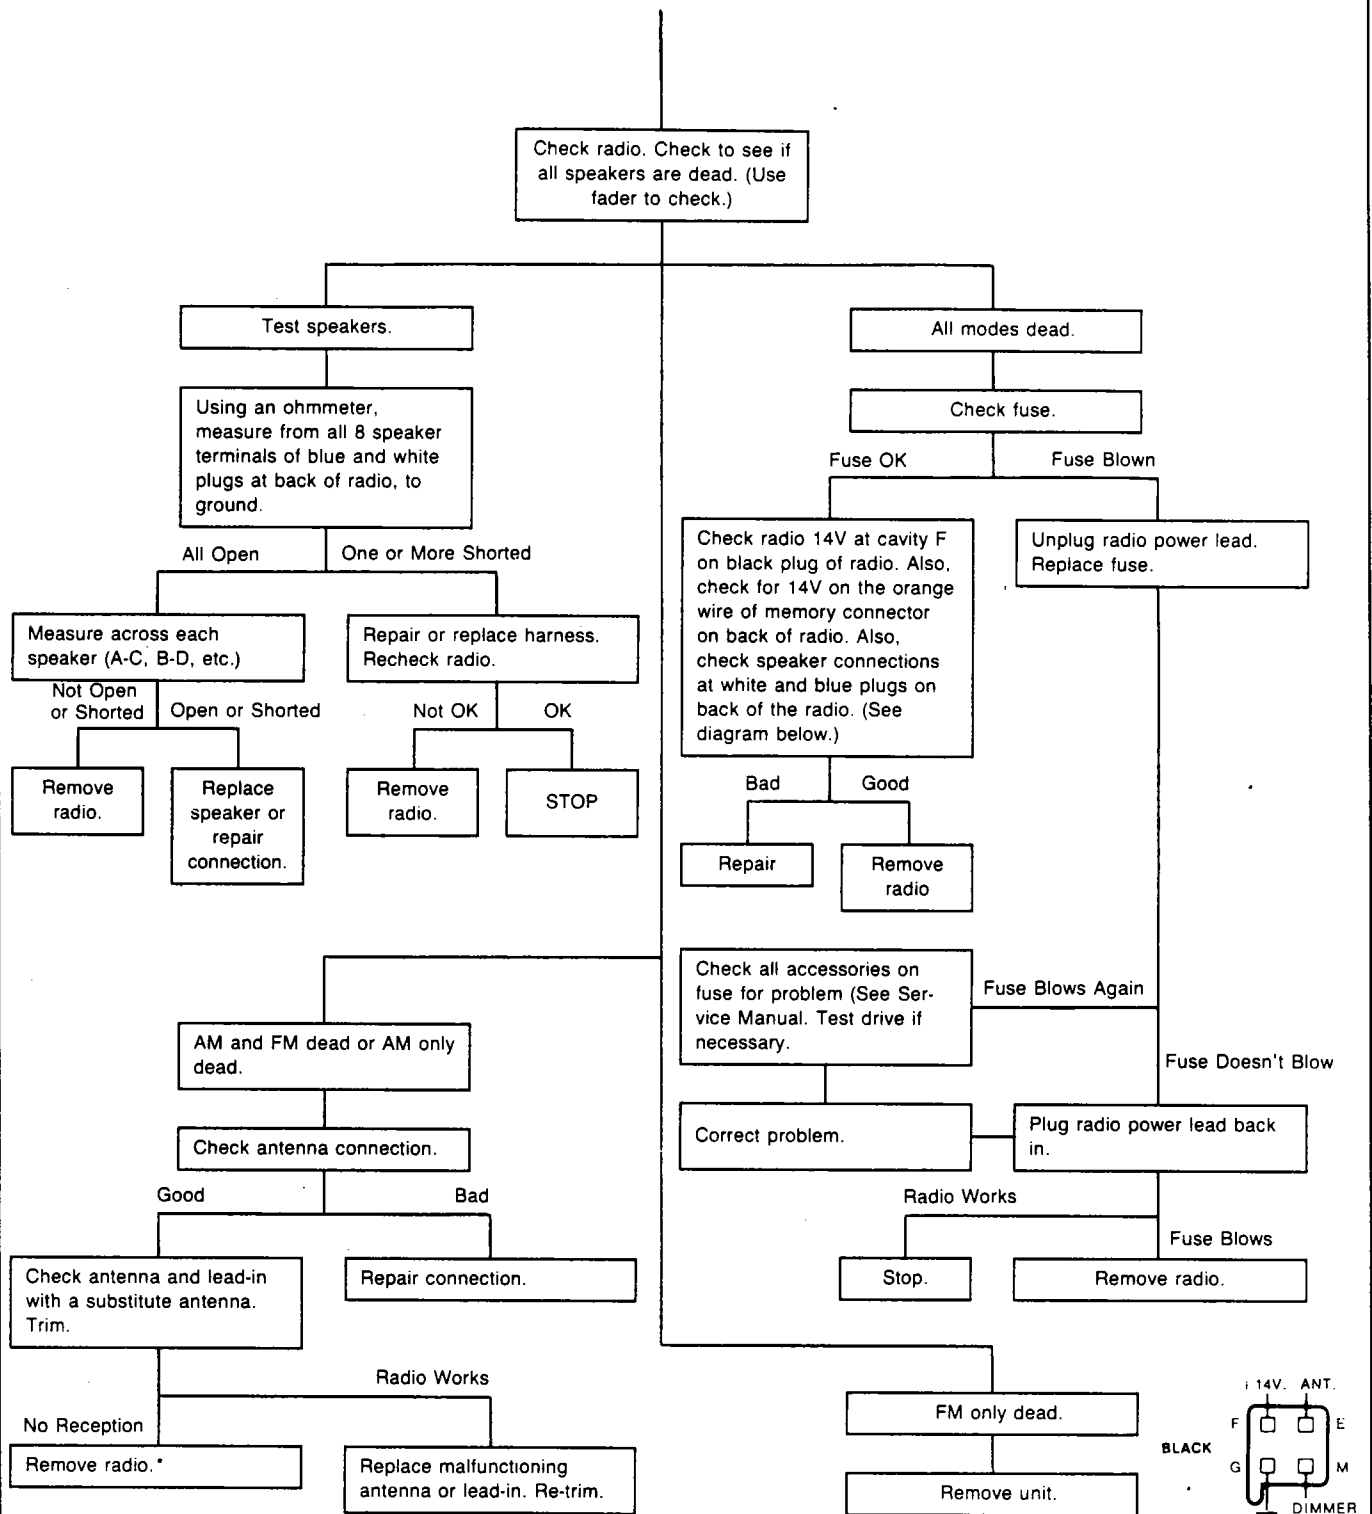 Check radio. Check to see if
all speakers are dead. (Use
fader to check.)
Test speakers.
Using an ohmmeter,
measure from all 8 speaker
terminals of blue and white
plugs at back of radio, to
ground.
All Open
One or More Shorted
Measure across each
speaker (A-C, B-D, etc.)
Repair or replace harness.
Recheck radio.
Not Open
or Shorted
Open or Shorted
Not OK
OK
Remove
radio.
Replace
speaker or
repair
connection.
Remove
radio.
STOP
All modes dead.
Check fuse.
Fuse OK
Fuse Blown
Check radio 14V at cavity F
on black plug of radio. Also,
check for 14V on the orange
wire of memory connector
on back of radio. Also,
check speaker connections
at white and blue plugs on
back of the radio. (See
diagram below.)
Unplug radio power lead.
Replace fuse.
Bad
Good
Repair
Remove
radio
Check all accessories on
fuse for problem (See Ser-
vice Manual. Test drive if
necessary.
Fuse Blows Again
Fuse Doesn't Blow
Correct problem.
Plug radio power lead back
in.
Radio Works
Fuse Blows
Stop.
Remove radio.
AM and FM dead or AM only
dead.
Check antenna connection.
Good
Bad
Check antenna and lead-in
with a substitute antenna.
Trim.
Repair connection.
Radio Works
No Reception
Remove radio.*
Replace malfunctioning
antenna or lead-in. Re-trim.
FM only dead.
Remove unit.
14V. ANT.
F E
BLACK
G M
DIMMER